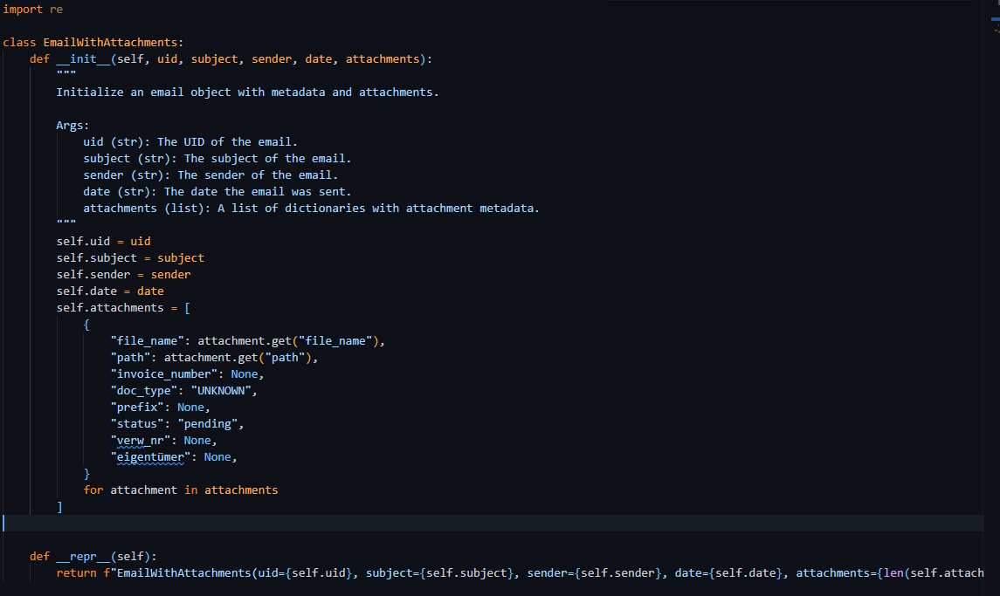 import re
class EmailWithAttachments:
    def __init__(self, uid, subject, sender, date, attachments):
        """
        Initialize an email object with metadata and attachments.
        Args:
            uid (str): The UID of the email.
            subject (str): The subject of the email.
            sender (str): The sender of the email.
            date (str): The date the email was sent.
            attachments (list): A list of dictionaries with attachment metadata.
        """
        self.uid = uid
        self.subject = subject
        self.sender = sender
        self.date = date
        self.attachments = [
            {
                "file_name": attachment.get("file_name"),
                "path": attachment.get("path"),
                "invoice_number": None,
                "doc_type": "UNKNOWN",
                "prefix": None,
                "status": "pending",
                "verw_nr": None,
                "eigentümer": None,
            }
            for attachment in attachments
        ]
    def __repr__(self):
        return f"EmailWithAttachments(uid={self.uid}, subject={self.subject}, sender={self.sender}, date={self.date}, attachments={len(self.attach